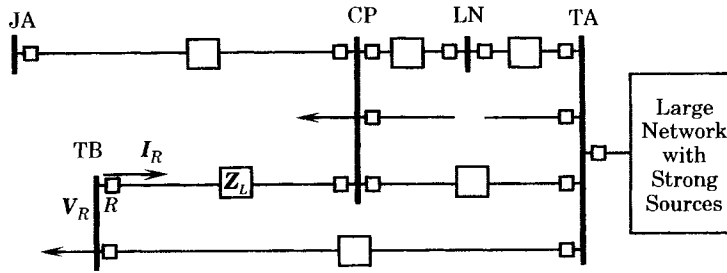 JA
CP
LN
TA
Large
Network
with
Strong
Sources
TB
I_R
Z_L
V_R
R